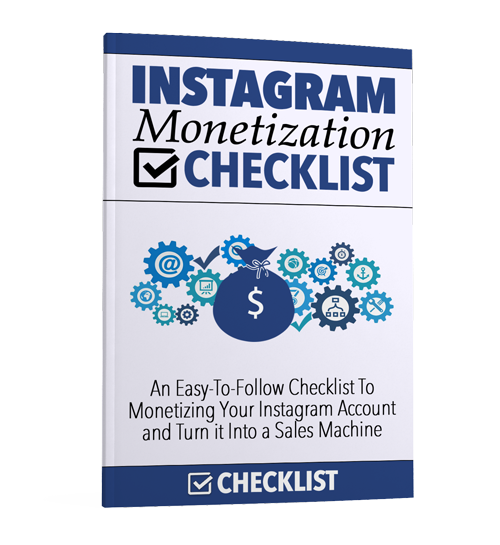 INSTAGRAM
Monetization
CHECKLIST
@
$
An Easy-To-Follow Checklist To
Monetizing Your Instagram Account
and Turn it Into a Sales Machine
CHECKLIST